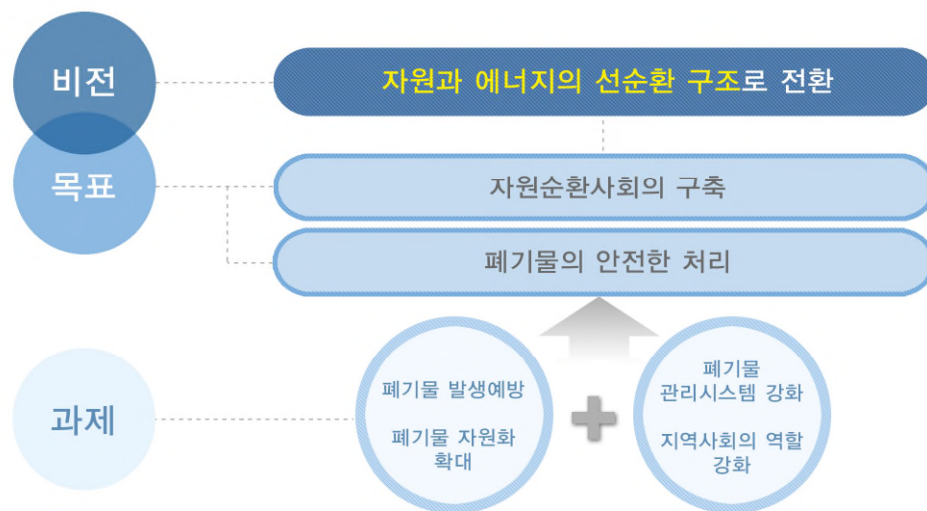 비전
자원과 에너지의 선순환 구조로 전환
목표
자원순환사회의 구축
폐기물의 안전한 처리
과제
폐기물 발생예방
폐기물 자원화
확대
폐기물
관리시스템 강화
지역사회의 역할
강화